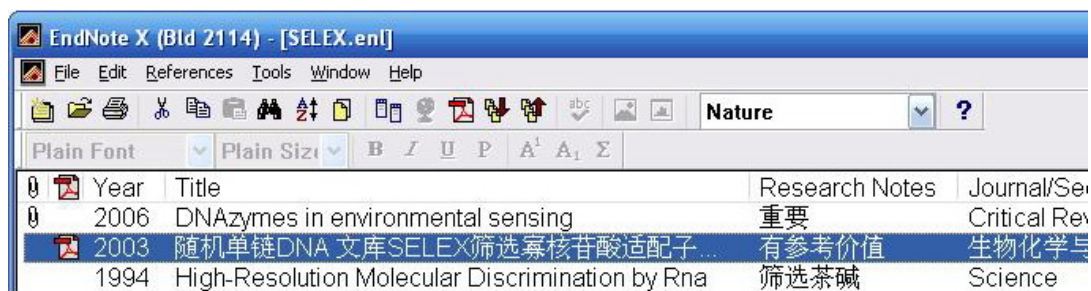 EndNote X (Bld 2114) - [SELEX.enl]
File Edit References Tools Window Help
abc Nature ?
Plain Font Plain Size B I U P A¹ A₁ Σ
Year Title Research Notes Journal/Sec
2006 DNAzymes in environmental sensing 重要 Critical Rev
2003 随机单链DNA 文库SELEX筛选寡核苷酸适配子... 有参考价值 生物化学与
1994 High-Resolution Molecular Discrimination by Rna 筛选茶碱 Science